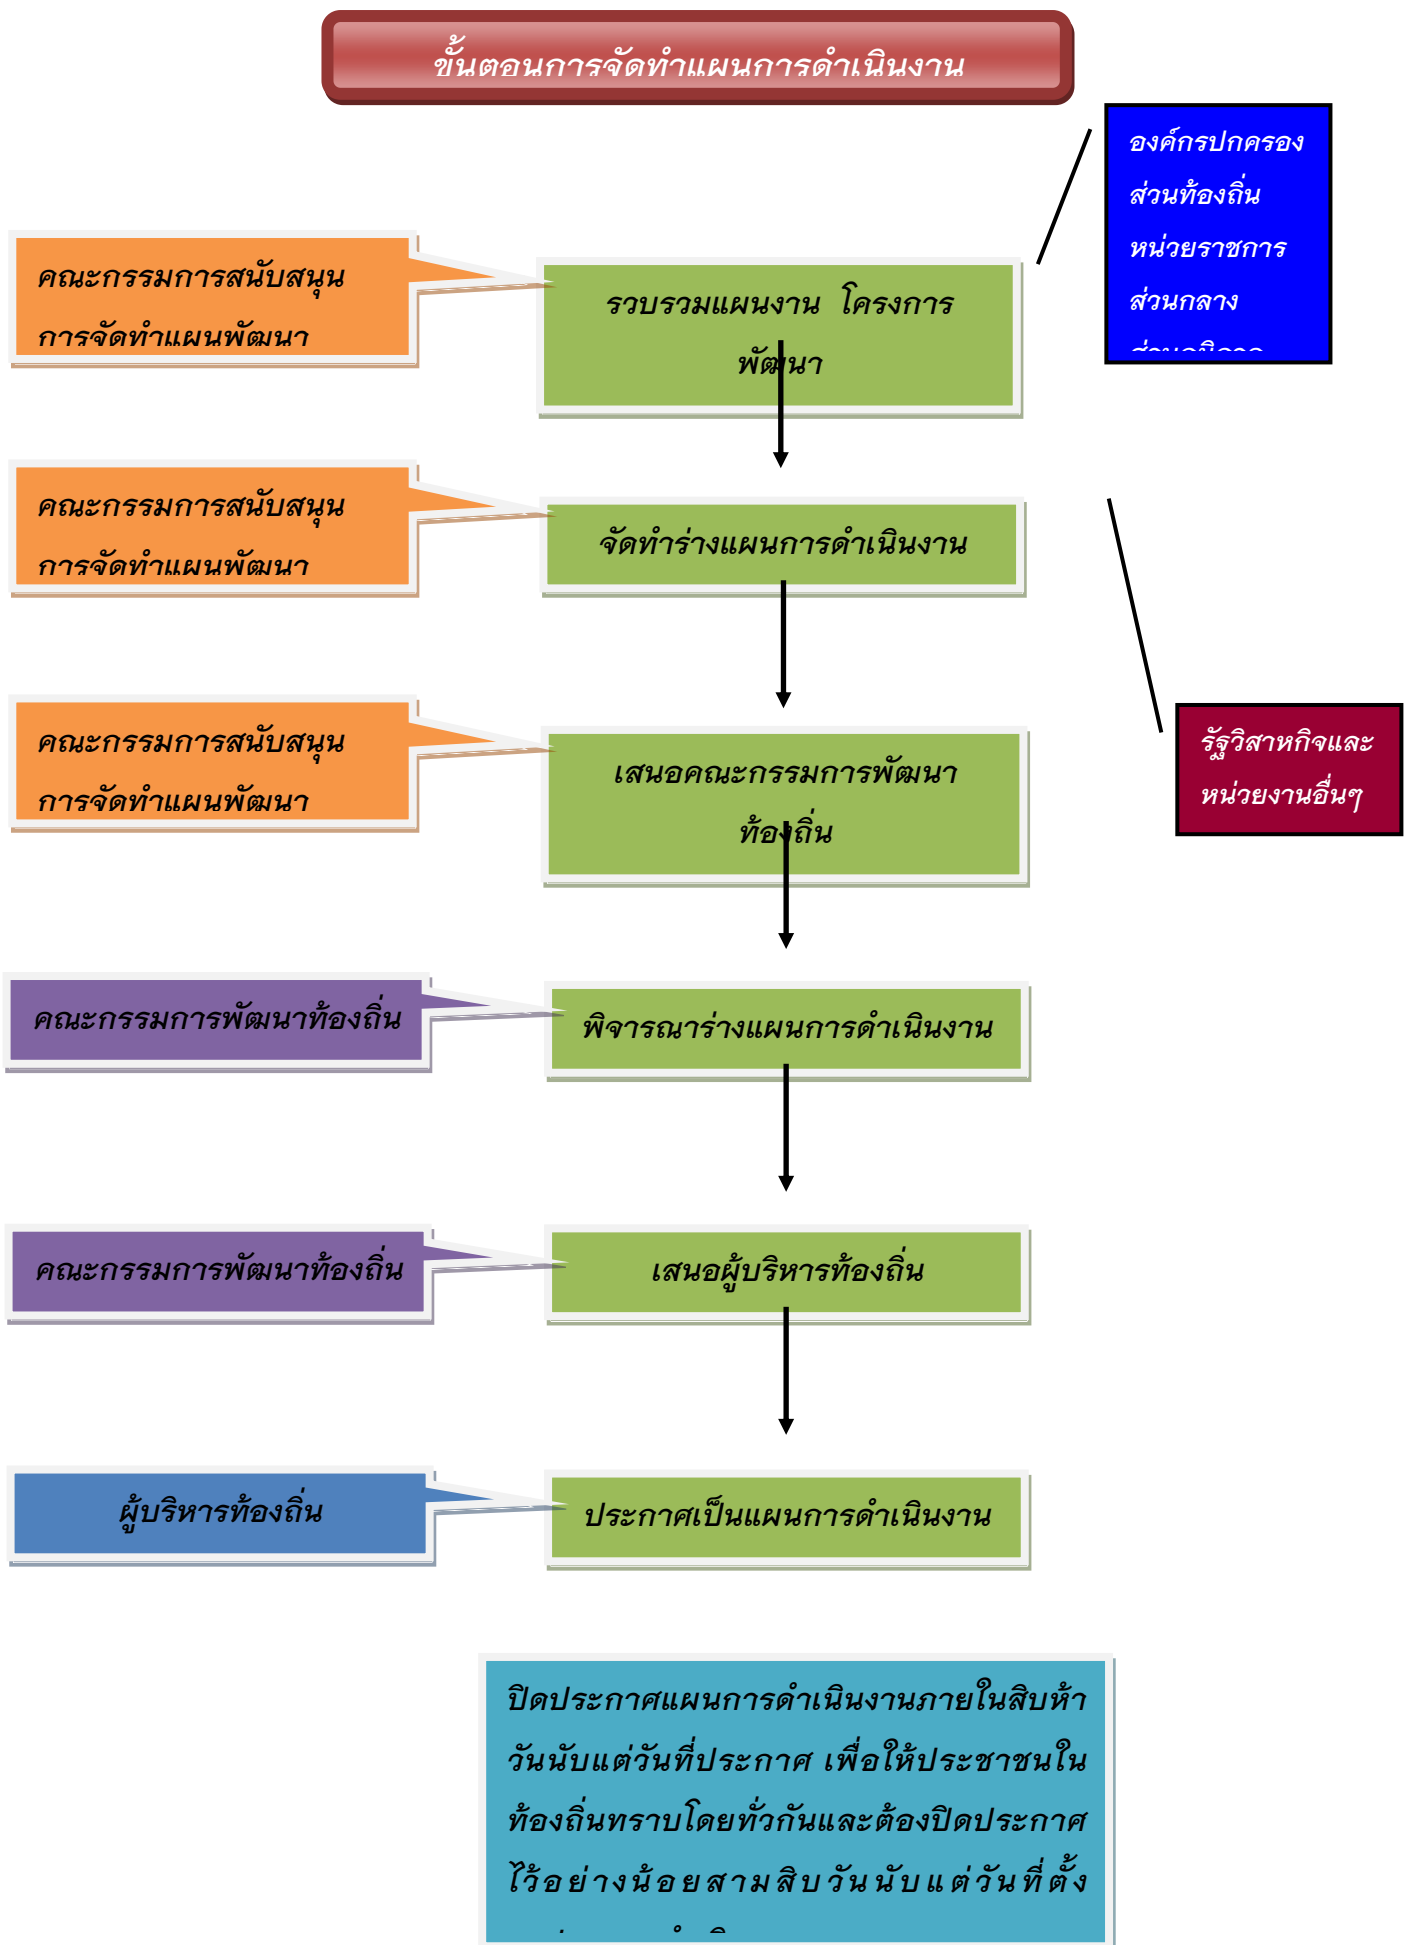 ขั้นตอนการจัดทำแผนการดำเนินงาน
องค์กรปกครอง
ส่วนท้องถิ่น
หน่วยราชการ
ส่วนกลาง
คณะกรรมการสนับสนุน
การจัดทำแผนพัฒนา
รวบรวมแผนงาน โครงการ
พัฒนา
คณะกรรมการสนับสนุน
การจัดทำแผนพัฒนา
จัดทำร่างแผนการดำเนินงาน
คณะกรรมการสนับสนุน
การจัดทำแผนพัฒนา
เสนอคณะกรรมการพัฒนา
ท้องถิ่น
รัฐวิสาหกิจและ
หน่วยงานอื่นๆ
คณะกรรมการพัฒนาท้องถิ่น
พิจารณาร่างแผนการดำเนินงาน
คณะกรรมการพัฒนาท้องถิ่น
เสนอผู้บริหารท้องถิ่น
ผู้บริหารท้องถิ่น
ประกาศเป็นแผนการดำเนินงาน
ปิดประกาศแผนการดำเนินงานภายในสิบห้า
วันนับแต่วันที่ประกาศ เพื่อให้ประชาชนใน
ท้องถิ่นทราบโดยทั่วกันและต้องปิดประกาศ
ไว้อย่างน้อยสามสิบวันนับแต่วันที่ตั้ง